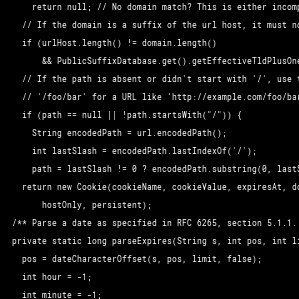 return null; // No domain match? This is either incomp
// If the domain is a suffix of the url host, it must no
if (urlHost.length() != domain.length()
&& PublicSuffixDatabase.get().getEffectiveTldPlusOne
// If the path is absent or didn't start with '/', use t
// '/foo/bar' for a URL like 'http://example.com/foo/bar
if (path == null || !path.startsWith("/")) {
String encodedPath = url.encodedPath();
int lastSlash = encodedPath.lastIndexOf('/');
path = lastSlash != 0 ? encodedPath.substring(0, lastS
return new Cookie(cookieName, cookieValue, expiresAt, do
hostOnly, persistent);
/** Parse a date as specified in RFC 6265, section 5.1.1.
private static long parseExpires(String s, int pos, int li
pos = dateCharacterOffset(s, pos, limit, false);
int hour = -1;
int minute = -1;